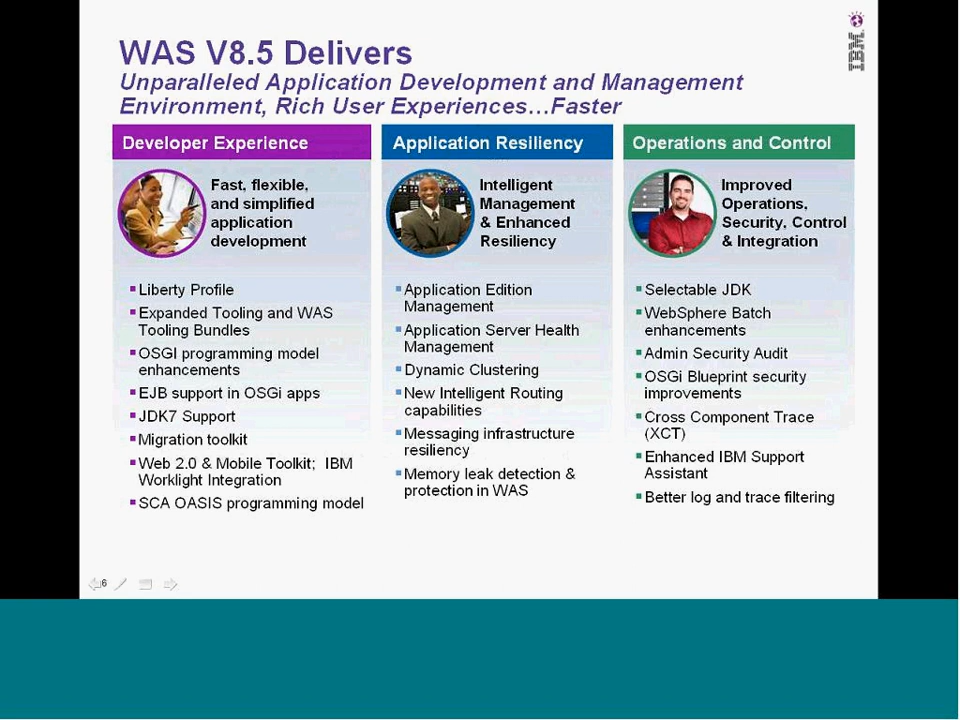 WAS V8.5 Delivers
Unparalleled Application Development and Management
Environment, Rich User Experiences...Faster
IBM
Developer Experience
Fast, flexible,
and simplified
application
development
Liberty Profile
Expanded Tooling and WAS
Tooling Bundles
OSGI programming model
enhancements
EJB support in OSGi apps
JDK7 Support
Migration toolkit
Web 2.0 & Mobile Toolkit; IBM
Worklight Integration
SCA OASIS programming model
Application Resiliency
Intelligent
Management
& Enhanced
Resiliency
Application Edition
Management
Application Server Health
Management
Dynamic Clustering
New Intelligent Routing
capabilities
Messaging infrastructure
resiliency
Memory leak detection &
protection in WAS
Operations and Control
Improved
Operations,
Security, Control
& Integration
Selectable JDK
WebSphere Batch
enhancements
Admin Security Audit
OSGi Blueprint security
improvements
Cross Component Trace
(XCT)
Enhanced IBM Support
Assistant
Better log and trace filtering
6